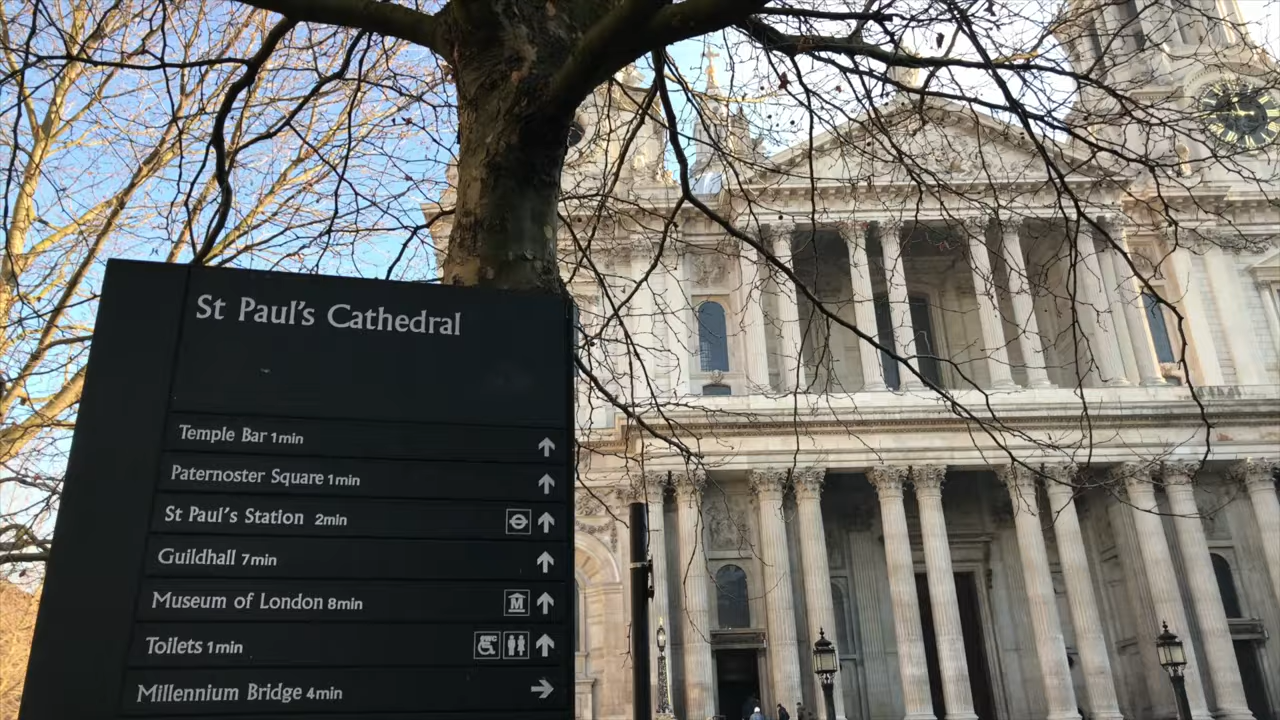 St Paul's Cathedral
Temple Bar 1min
Paternoster Square 1min
St Paul's Station 2min
Guildhall 7min
Museum of London 8min
Toilets 1min
Millennium Bridge 4min